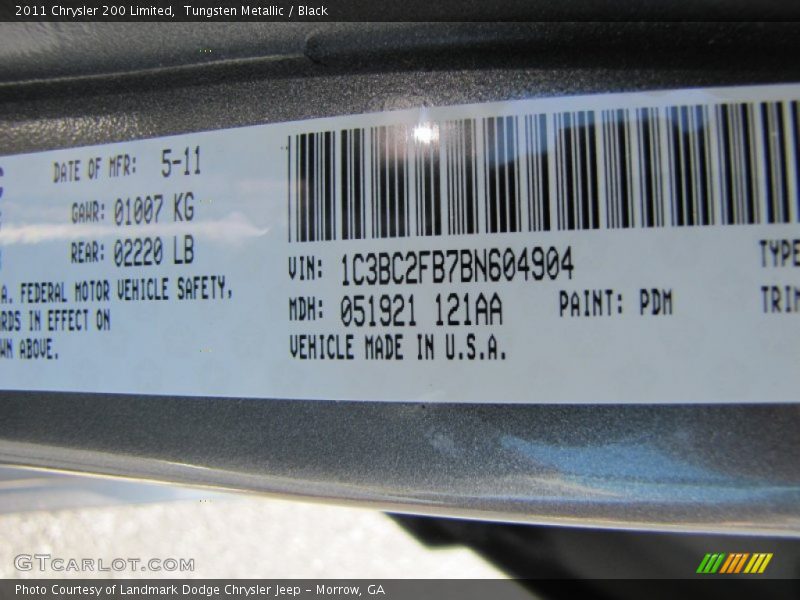 2011 Chrysler 200 Limited,  Tungsten Metallic / Black
DATE OF MFR: 5-11
GAWR: 01007 KG
REAR: 02220 LB
A. FEDERAL MOTOR VEHICLE SAFETY,
RDS IN EFFECT ON
WN ABOVE.
VIN: 1C3BC2FB7BN604904
MDH: 051921 121AA
PAINT: PDM
VEHICLE MADE IN U.S.A.
TYPE
TRIM
GTCARLOT.COM
Photo Courtesy of Landmark Dodge Chrysler Jeep – Morrow, GA